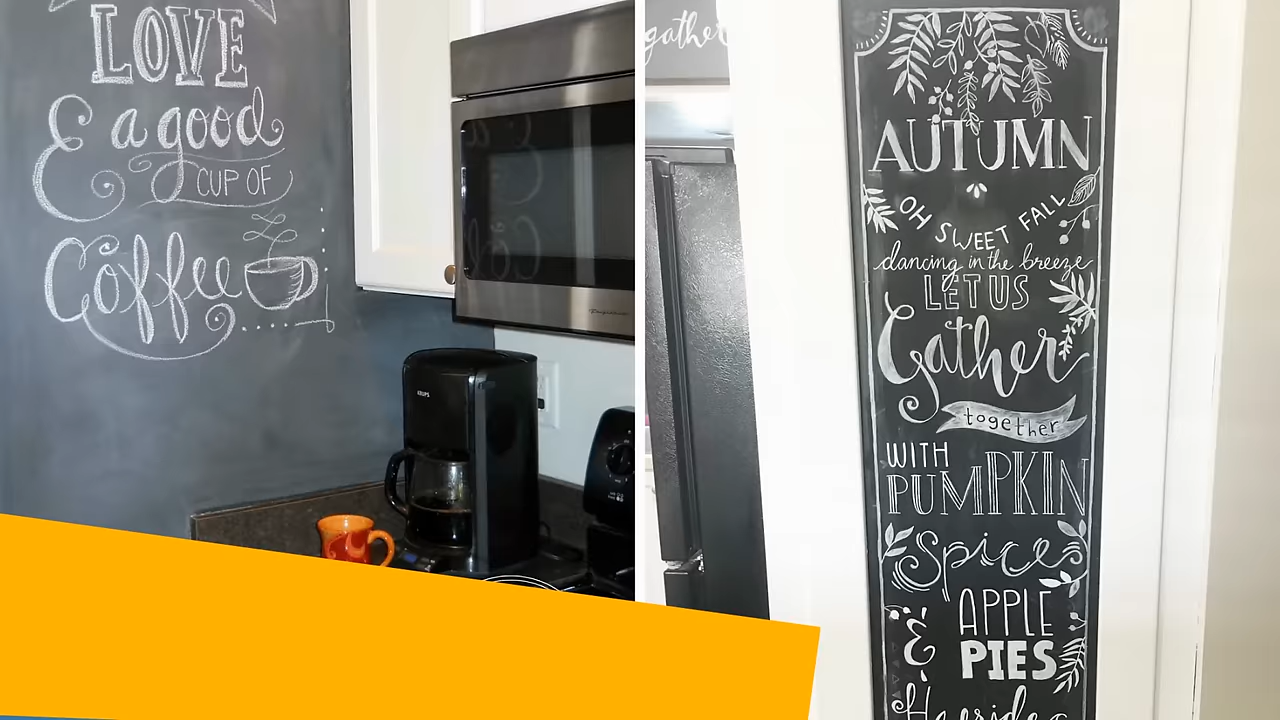 LOVE
& a good
CUP OF
Coffee
KRUPS
gather
AUTUMN
OH SWEET FALL
dancing in the breeze
LET US
Gather
together
WITH
PUMPKIN
Spice
&
APPLE
PIES